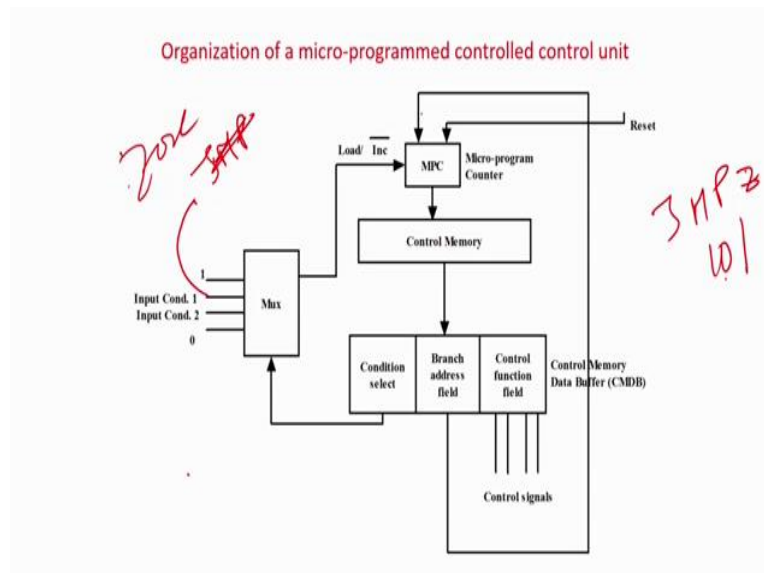 Organization of a micro-programmed controlled control unit
Reset
Load/ Inc
MPC
Micro-program
Counter
Control Memory
1
Input Cond. 1
Input Cond. 2
0
Mux
Condition
select
Branch
address
field
Control
function
field
Control Memory
Data Buffer (CMDB)
Control signals
JMP Z
101